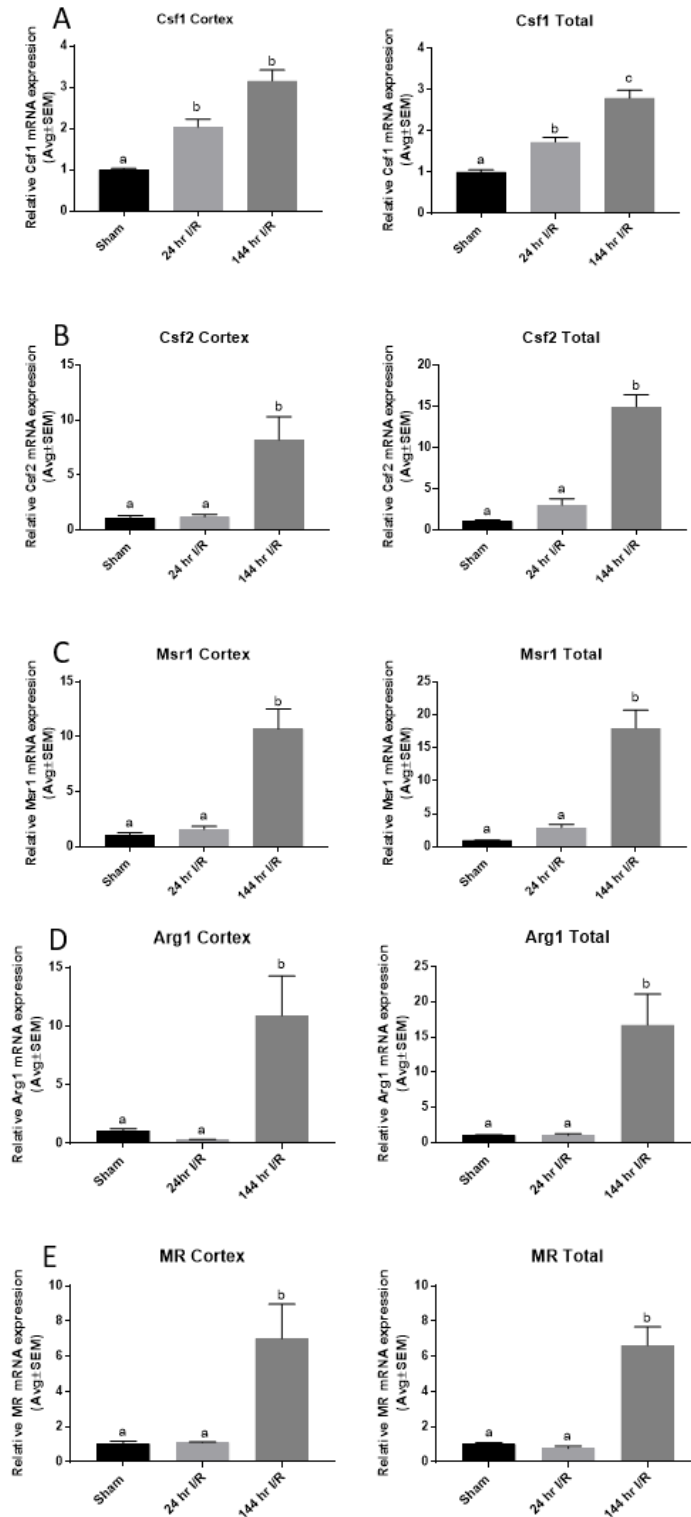 A
Csf1 Cortex
Relative Csf1 mRNA expression
(Avg±SEM)
4
3
2
1
0
a
b
b
Sham
24 hr I/R
144 hr I/R
Csf1 Total
Relative Csf1 mRNA expression
(Avg±SEM)
4
3
2
1
0
a
b
c
Sham
24 hr I/R
144 hr I/R
B
Csf2 Cortex
Relative Csf2 mRNA expression
(Avg±SEM)
15
10
5
0
a
a
b
Sham
24 hr I/R
144 hr I/R
Csf2 Total
Relative Csf2 mRNA expression
(Avg±SEM)
20
15
10
5
0
a
a
b
Sham
24 hr I/R
144 hr I/R
C
Msr1 Cortex
Relative Msr1 mRNA expression
(Avg±SEM)
15
10
5
0
a
a
b
Sham
24 hr I/R
144 hr I/R
Msr1 Total
Relative Msr1 mRNA expression
(Avg±SEM)
25
20
15
10
5
0
a
a
b
Sham
24 hr I/R
144 hr I/R
D
Arg1 Cortex
Relative Arg1 mRNA expression
(Avg±SEM)
15
10
5
0
a
a
b
Sham
24hr I/R
144 hr I/R
Arg1 Total
Relative Arg1 mRNA expression
(Avg±SEM)
25
20
15
10
5
0
a
a
b
Sham
24 hr I/R
144 hr I/R
E
MR Cortex
Relative MR mRNA expression
(Avg±SEM)
10
8
6
4
2
0
a
a
b
Sham
24 hr I/R
144 hr I/R
MR Total
Relative MR mRNA expression
(Avg±SEM)
10
8
6
4
2
0
a
a
b
Sham
24 hr I/R
144 hr I/R